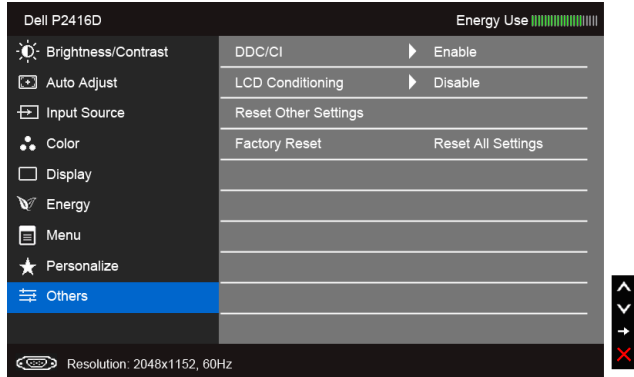 Dell P2416D Energy Use
Brightness/Contrast DDC/CI Enable
Auto Adjust LCD Conditioning Disable
Input Source Reset Other Settings
Color Factory Reset Reset All Settings
Display
Energy
Menu
Personalize
Others
Resolution: 2048x1152, 60Hz